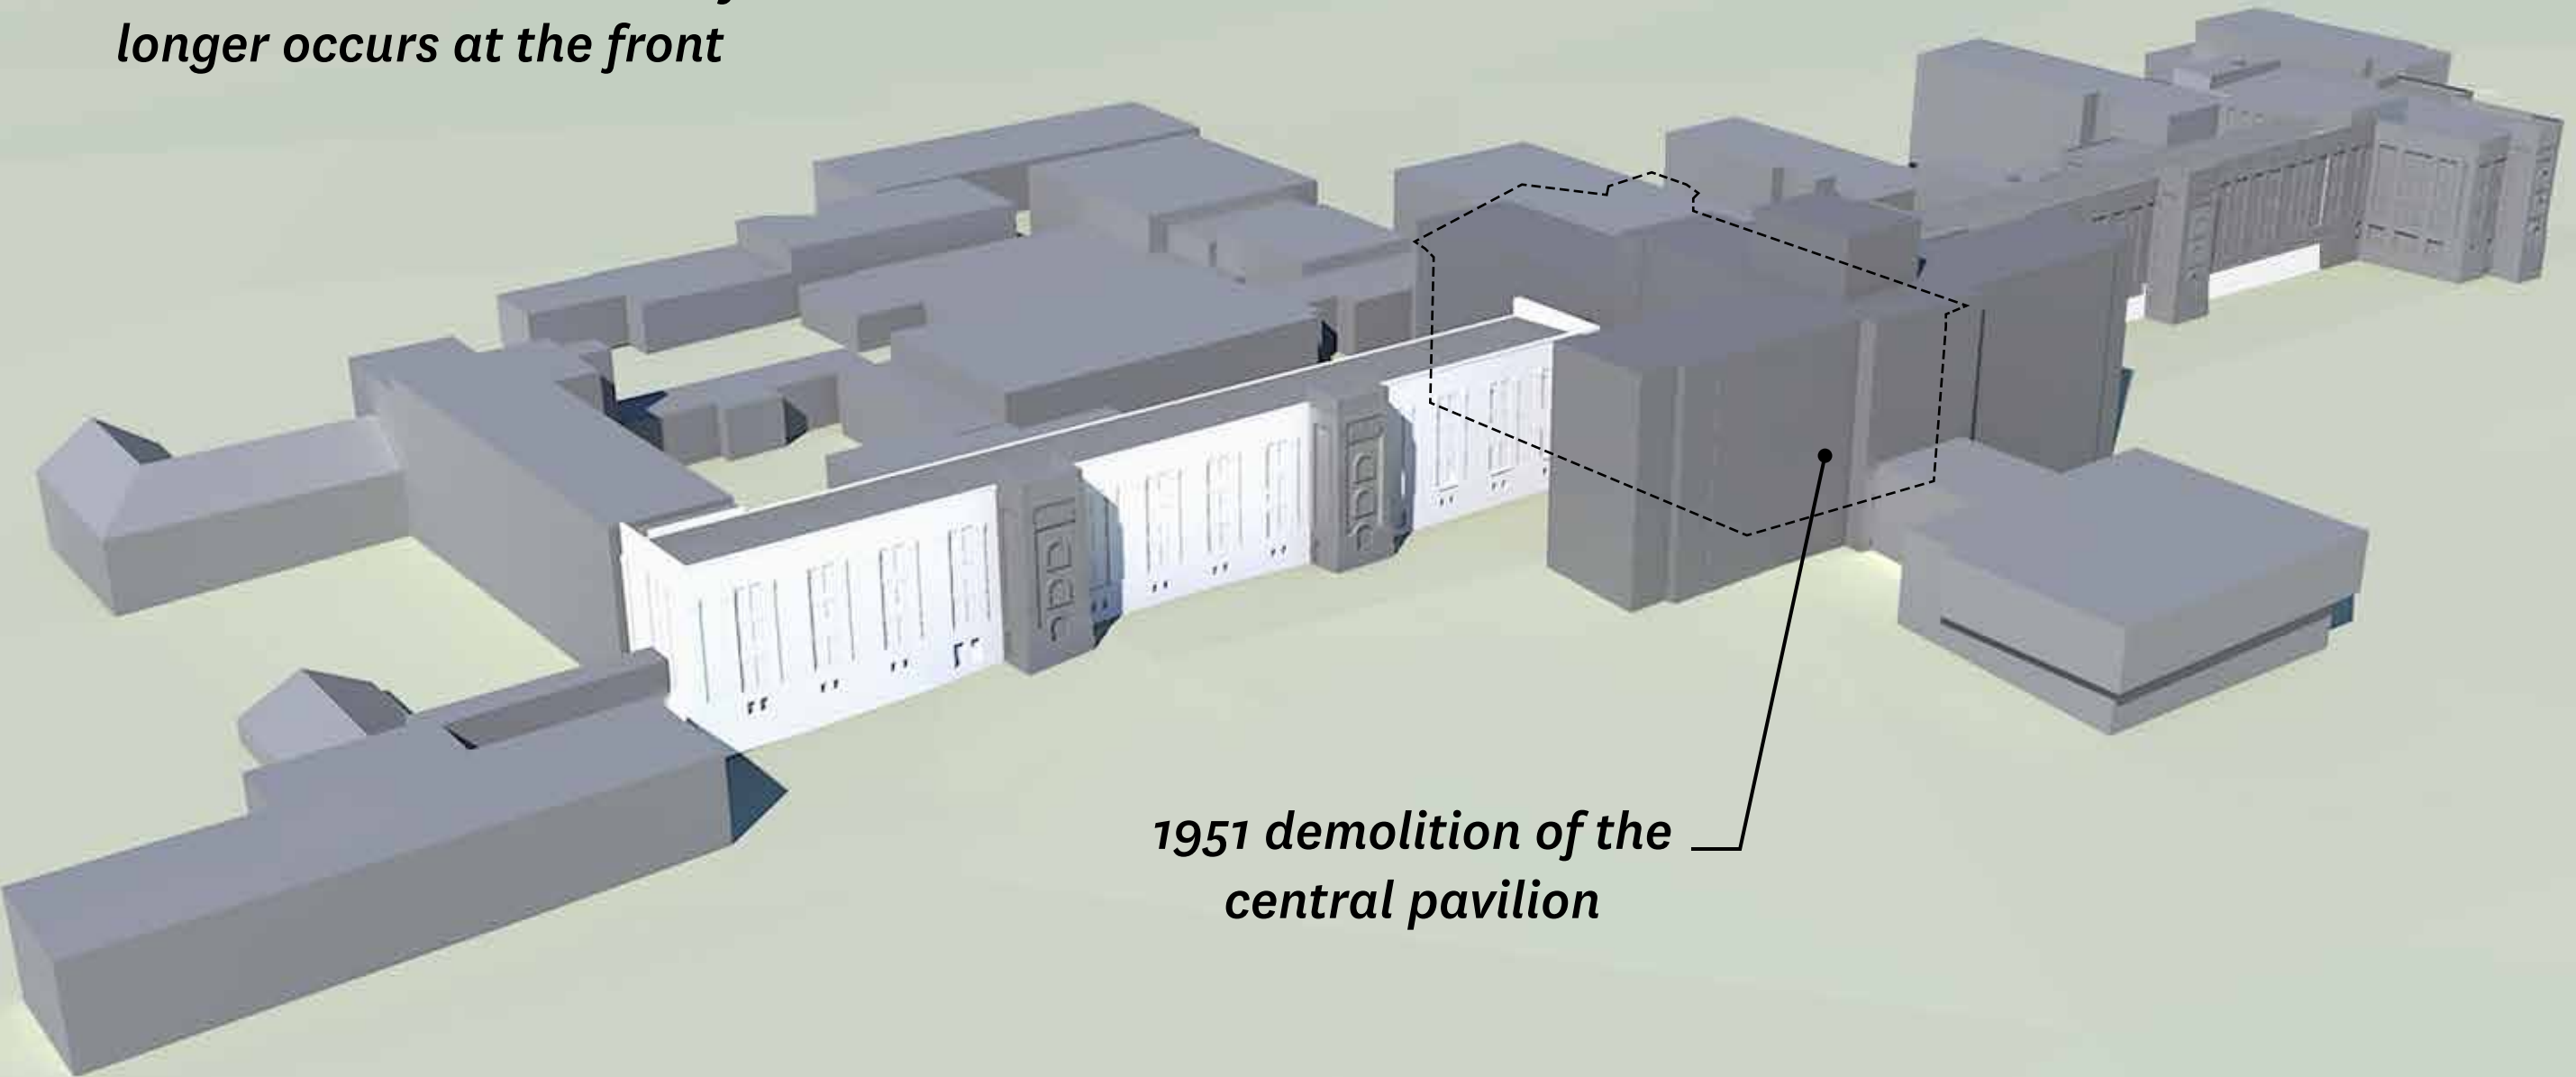 longer occurs at the front
1951 demolition of the
central pavilion